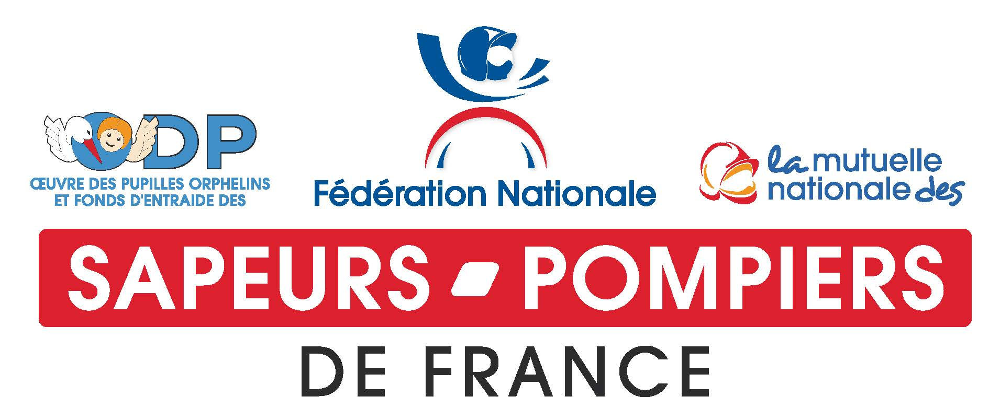 ODP
ŒUVRE DES PUPILLES ORPHELINS
ET FONDS D'ENTRAIDE DES
Fédération Nationale
la mutuelle
nationale des
SAPEURS-POMPIERS
DE FRANCE